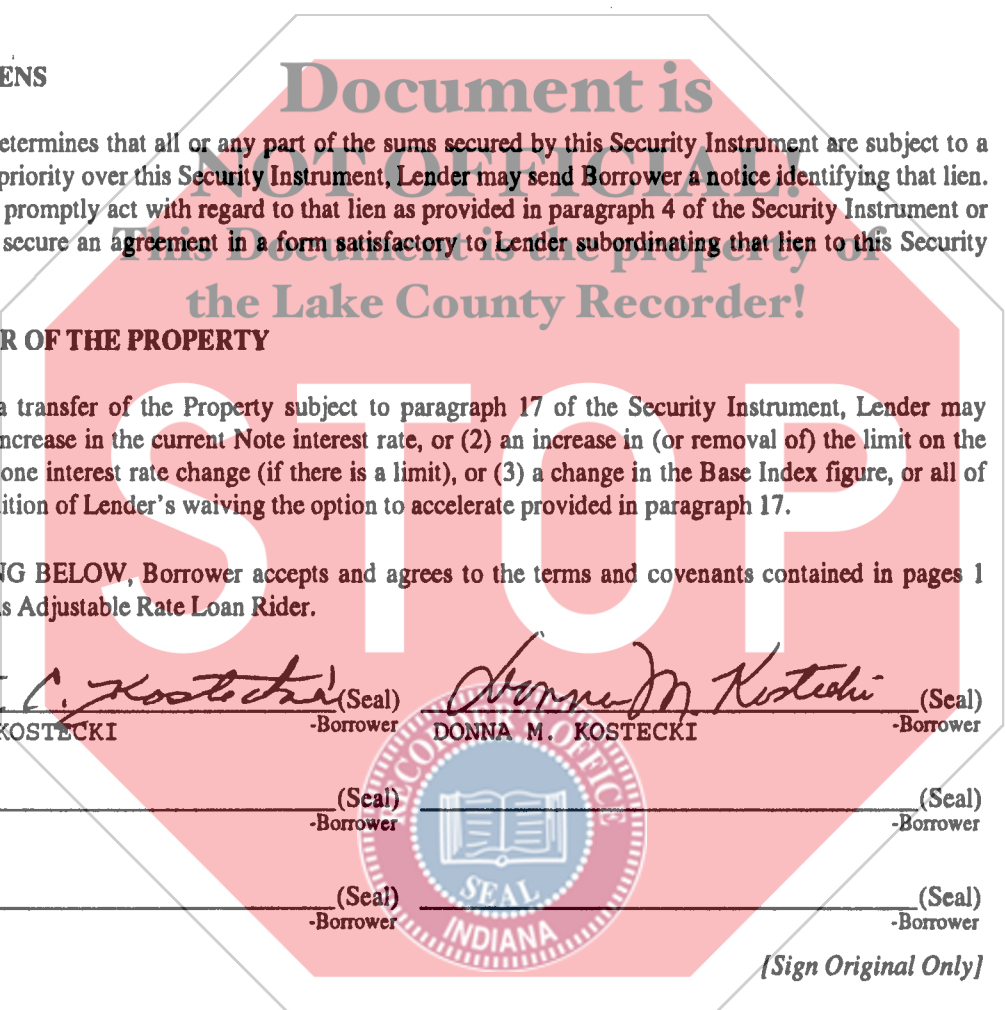 ENS
Document is
etermines that all or any part of the sums secured by this Security Instrument are subject to a
NOT OFFICIAL!
priority over this Security Instrument, Lender may send Borrower a notice identifying that lien.
promptly act with regard to that lien as provided in paragraph 4 of the Security Instrument or
secure an agreement in a form satisfactory to Lender subordinating that lien to this Security
This Document is the property of
the Lake County Recorder!
R OF THE PROPERTY
a transfer of the Property subject to paragraph 17 of the Security Instrument, Lender may
ncrease in the current Note interest rate, or (2) an increase in (or removal of) the limit on the
one interest rate change (if there is a limit), or (3) a change in the Base Index figure, or all of
ition of Lender's waiving the option to accelerate provided in paragraph 17.
STOP
NG BELOW, Borrower accepts and agrees to the terms and covenants contained in pages 1
s Adjustable Rate Loan Rider.
C. Kostecki (Seal) Donna M Kostecki (Seal)
KOSTECKI -Borrower DONNA M. KOSTECKI -Borrower
RECORDER'S OFFICE
(Seal) (Seal)
-Borrower -Borrower
SEAL
(Seal) (Seal)
-Borrower -Borrower
INDIANA
[Sign Original Only]